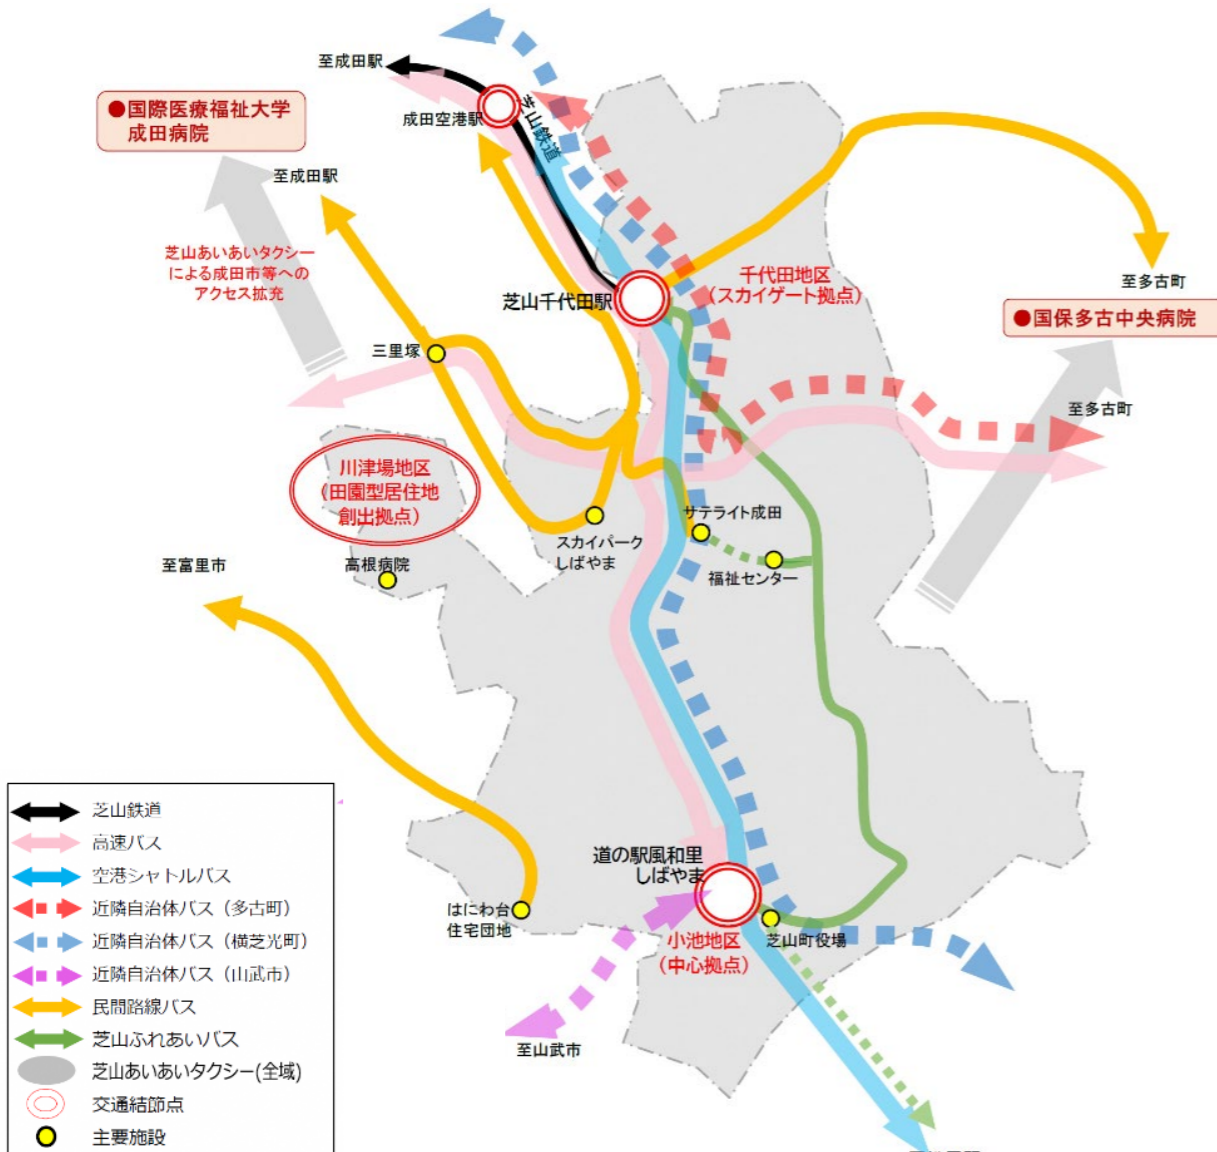 至成田駅
●国際医療福祉大学
成田病院
成田空港駅
芝山鉄道
至成田駅
芝山あいあいタクシー
による成田市等への
アクセス拡充
芝山千代田駅
千代田地区
(スカイゲート拠点)
至多古町
●国保多古中央病院
三里塚
至多古町
川津場地区
(田園型居住地
創出拠点)
サテライト成田
スカイパーク
しばやま
高根病院
福祉センター
至富里市
道の駅風和里
しばやま
はにわ台
住宅団地
小池地区
(中心拠点)
芝山町役場
至山武市
芝山鉄道
高速バス
空港シャトルバス
近隣自治体バス（多古町）
近隣自治体バス（横芝光町）
近隣自治体バス（山武市）
民間路線バス
芝山ふれあいバス
芝山あいあいタクシー(全域)
交通結節点
主要施設